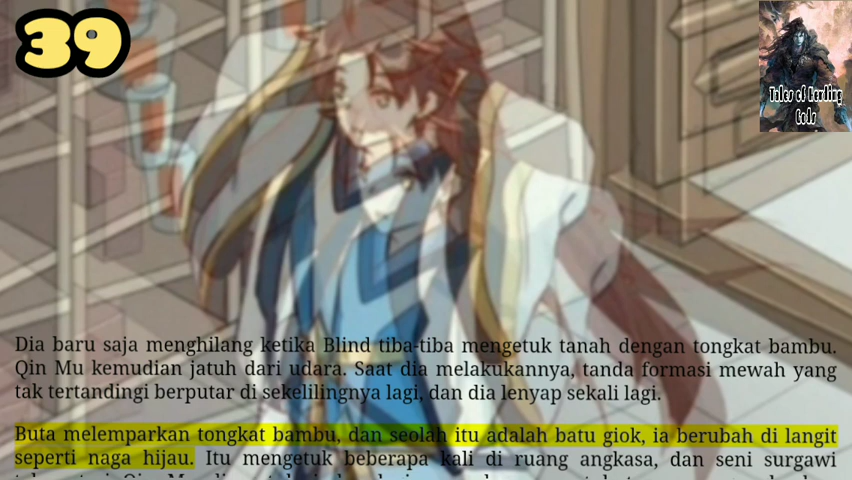 39
Tales of Herding
Gods
Dia baru saja menghilang ketika Blind tiba-tiba mengetuk tanah dengan tongkat bambu.
Qin Mu kemudian jatuh dari udara. Saat dia melakukannya, tanda formasi mewah yang
tak tertandingi berputar di sekelilingnya lagi, dan dia lenyap sekali lagi.
Buta melemparkan tongkat bambu, dan seolah itu adalah batu giok, ia berubah di langit
seperti naga hijau. Itu mengetuk beberapa kali di ruang angkasa, dan seni surgawi